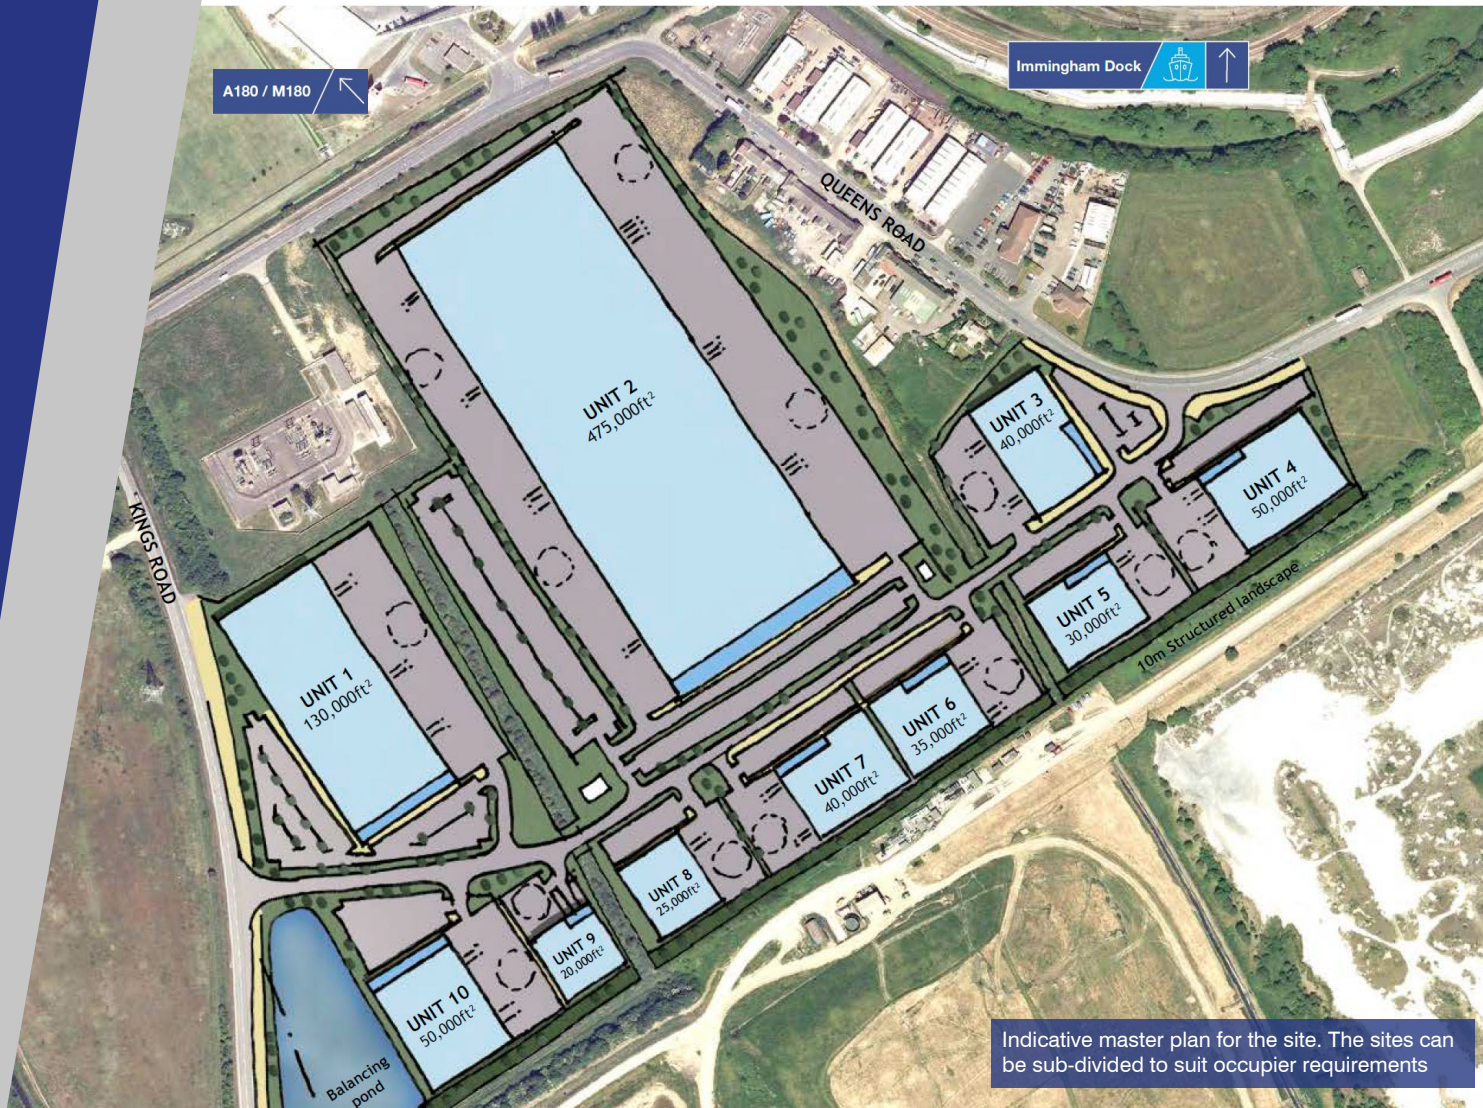 A180 / M180
Immingham Dock
QUEENS ROAD
KINGS ROAD
UNIT 2
475,000ft²
UNIT 3
40,000ft²
UNIT 4
50,000ft²
UNIT 5
30,000ft²
10m Structured landscape
UNIT 1
130,000ft²
UNIT 6
35,000ft²
UNIT 7
40,000ft²
UNIT 8
25,000ft²
UNIT 9
20,000ft²
UNIT 10
50,000ft²
Balancing
pond
Indicative master plan for the site. The sites can
be sub-divided to suit occupier requirements